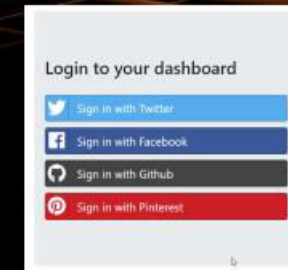 Login to your dashboard
Sign in with Twitter
Sign in with Facebook
Sign in with Github
Sign in with Pinterest